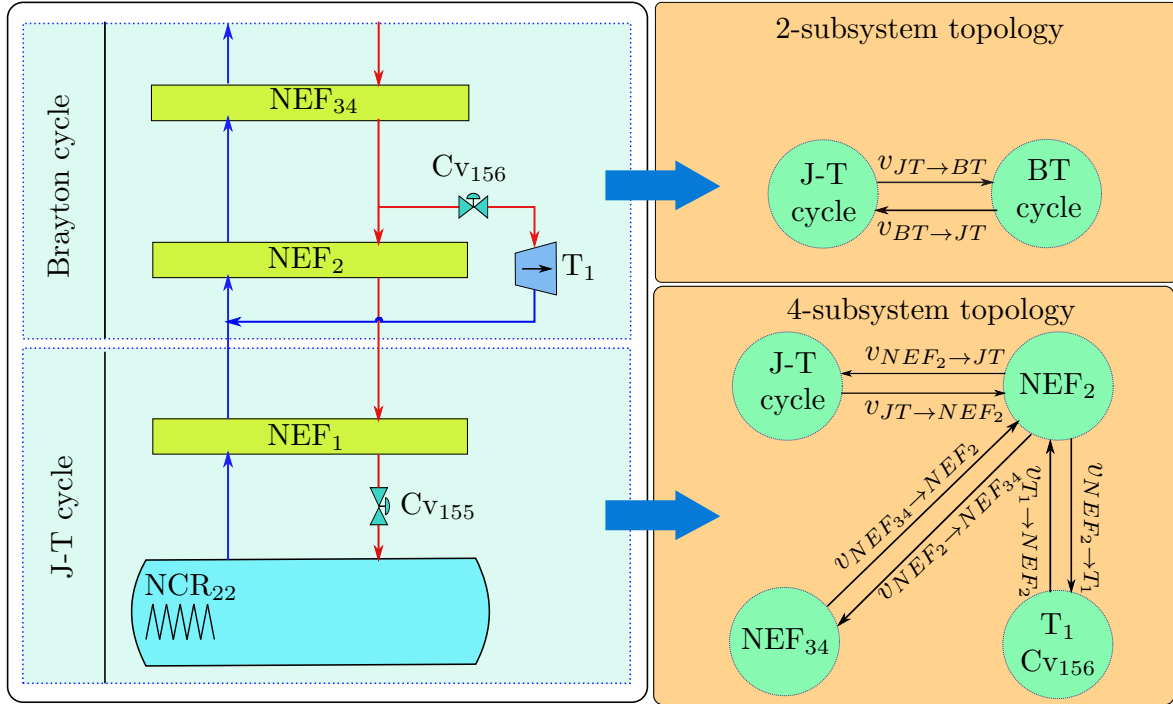 Brayton cycle
NEF34
Cv156
NEF2
T1
J-T cycle
NEF1
Cv155
NCR22
2-subsystem topology
J-T
cycle
vJT→BT
vBT→JT
BT
cycle
4-subsystem topology
J-T
cycle
vNEF2→JT
vJT→NEF2
NEF2
vNEF34→NEF2
vNEF2→NEF34
vT1→NEF2
vNEF2→T1
NEF34
T1
Cv156